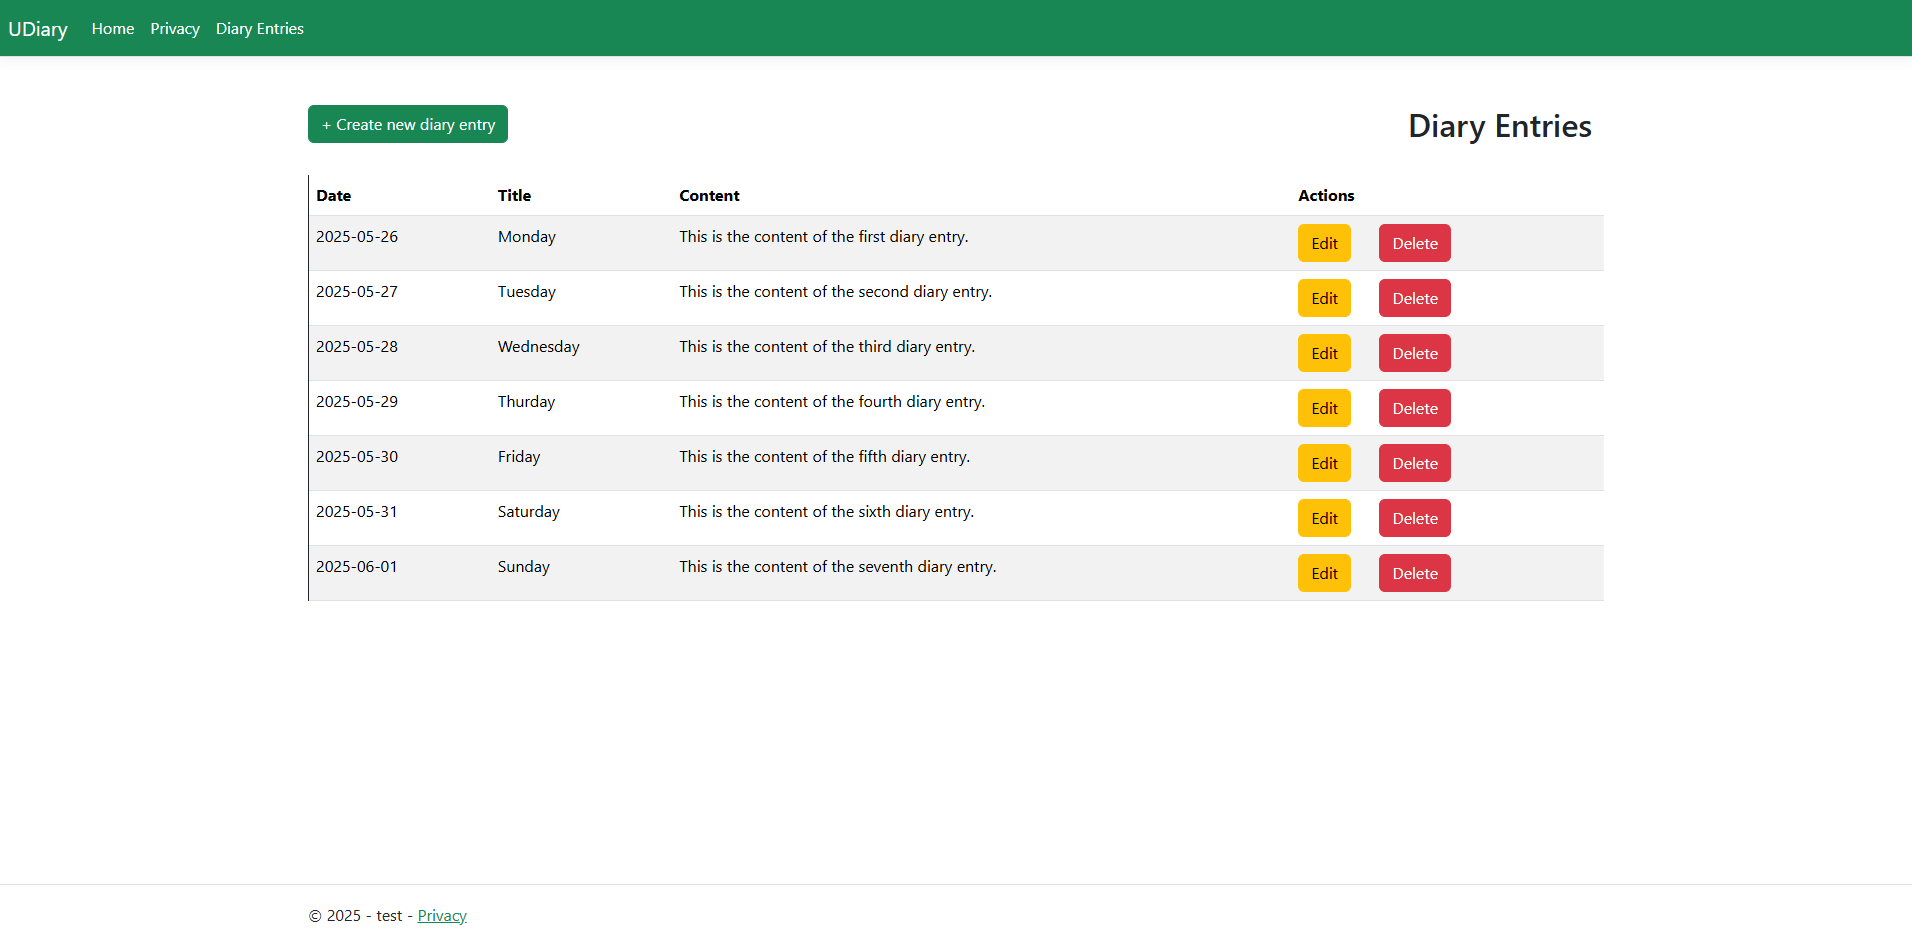 UDiary Home Privacy Diary Entries
+ Create new diary entry
Diary Entries
Date Title Content Actions
2025-05-26 Monday This is the content of the first diary entry. Edit Delete
2025-05-27 Tuesday This is the content of the second diary entry. Edit Delete
2025-05-28 Wednesday This is the content of the third diary entry. Edit Delete
2025-05-29 Thurday This is the content of the fourth diary entry. Edit Delete
2025-05-30 Friday This is the content of the fifth diary entry. Edit Delete
2025-05-31 Saturday This is the content of the sixth diary entry. Edit Delete
2025-06-01 Sunday This is the content of the seventh diary entry. Edit Delete
© 2025 - test - Privacy